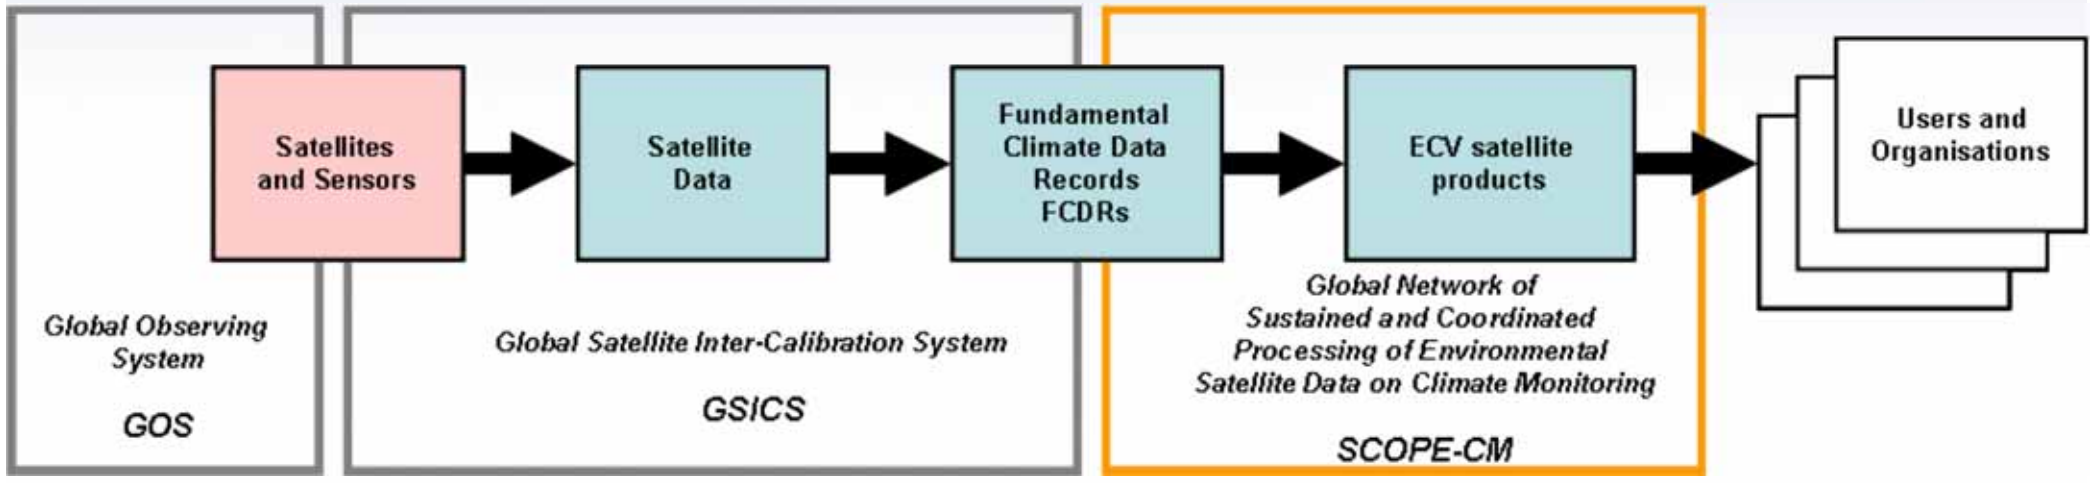 Satellites
and Sensors
Satellite
Data
Fundamental
Climate Data
Records
FCDRs
ECV satellite
products
Users and
Organisations
Global Observing
System
GOS
Global Satellite Inter-Calibration System
GSICS
Global Network of
Sustained and Coordinated
Processing of Environmental
Satellite Data on Climate Monitoring
SCOPE-CM